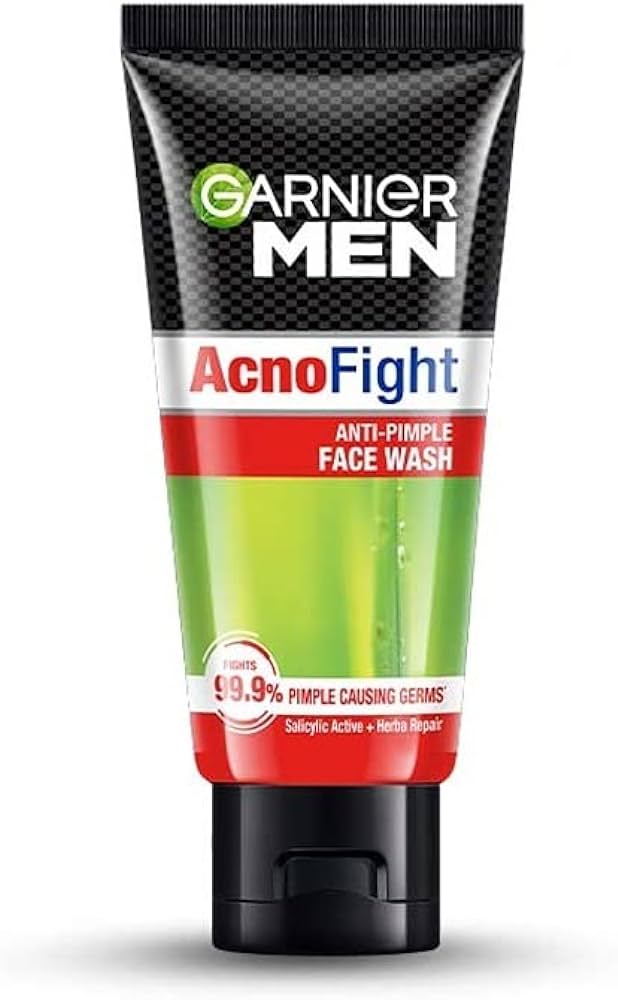 GARNIER
MEN
AcnoFight
ANTI-PIMPLE
FACE WASH
FIGHTS
99.9% PIMPLE CAUSING GERMS*
Salicylic Active + Herba Repair